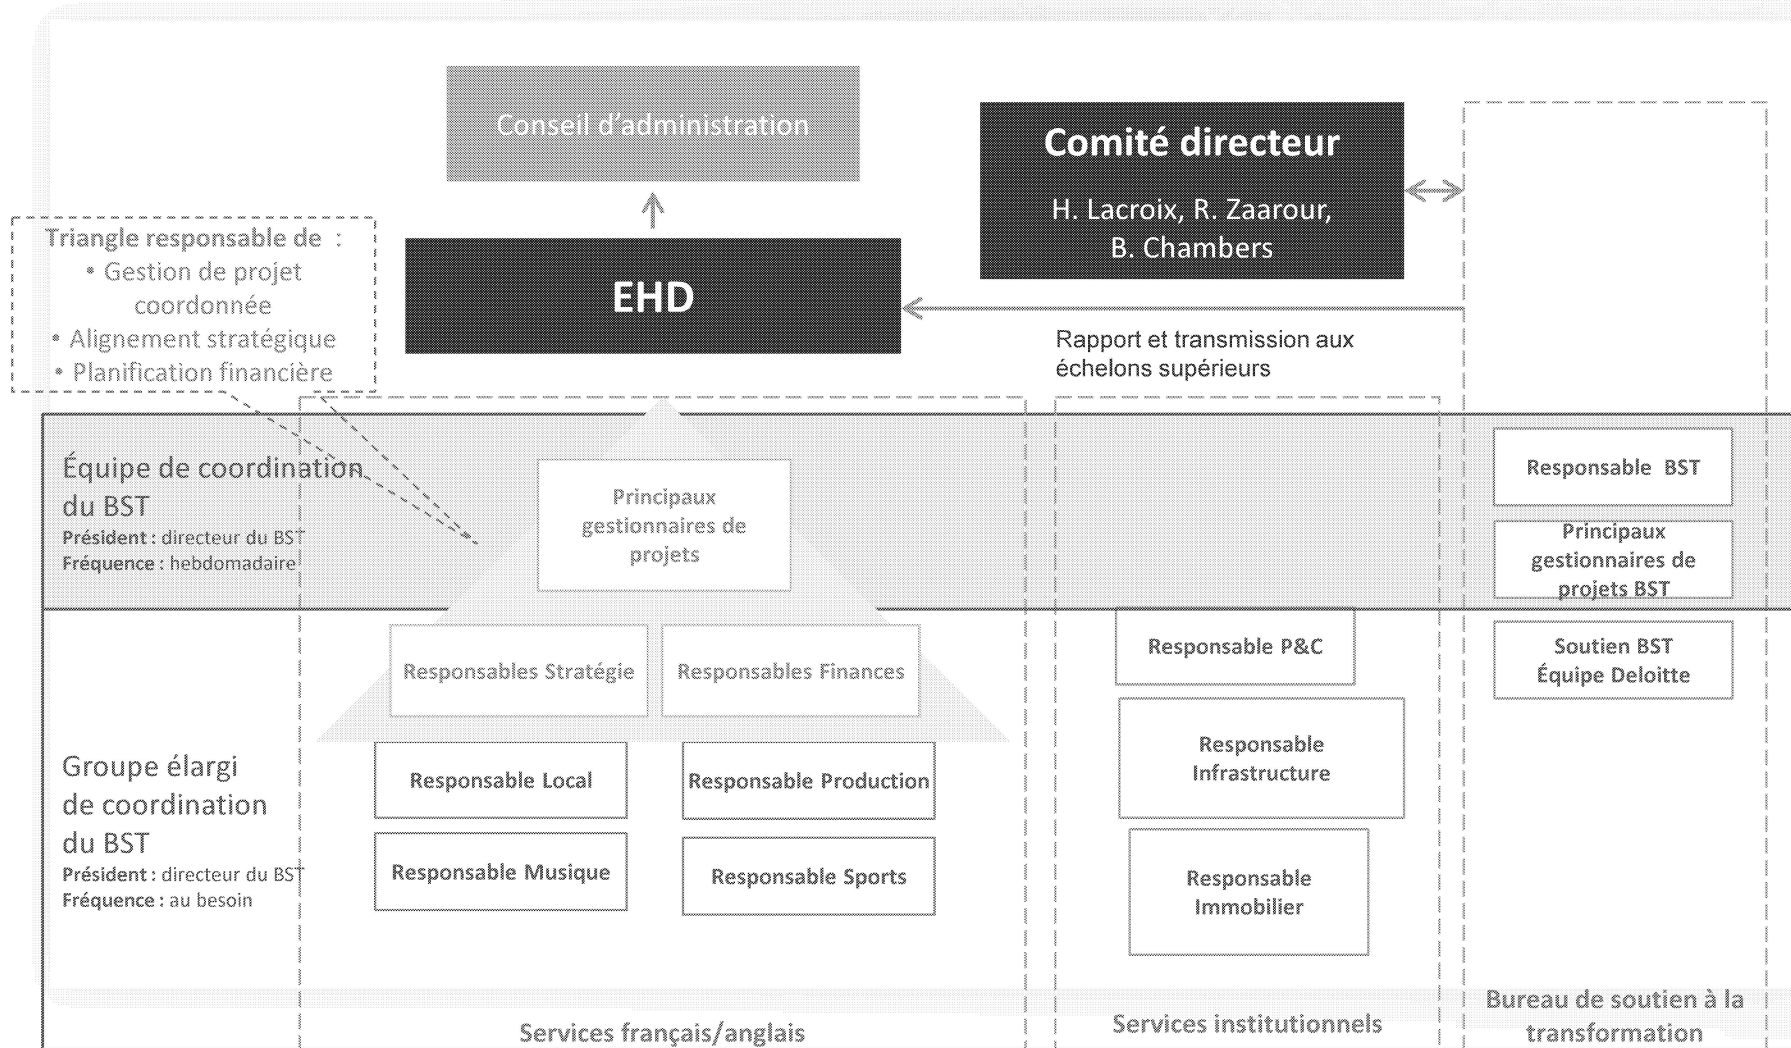 Conseil d'administration
Comité directeur
H. Lacroix, R. Zaarour,
B. Chambers
Triangle responsable de :
• Gestion de projet
coordonnée
• Alignement stratégique
• Planification financière
EHD
Rapport et transmission aux
échelons supérieurs
Équipe de coordination
du BST
Président : directeur du BST
Fréquence : hebdomadaire
Principaux
gestionnaires de
projets
Responsable BST
Principaux
gestionnaires de
projets BST
Responsables Stratégie
Responsables Finances
Responsable P&C
Soutien BST
Équipe Deloitte
Groupe élargi
de coordination
du BST
Président : directeur du BST
Fréquence : au besoin
Responsable Local
Responsable Production
Responsable
Infrastructure
Responsable Musique
Responsable Sports
Responsable
Immobilier
Services français/anglais
Services institutionnels
Bureau de soutien à la
transformation